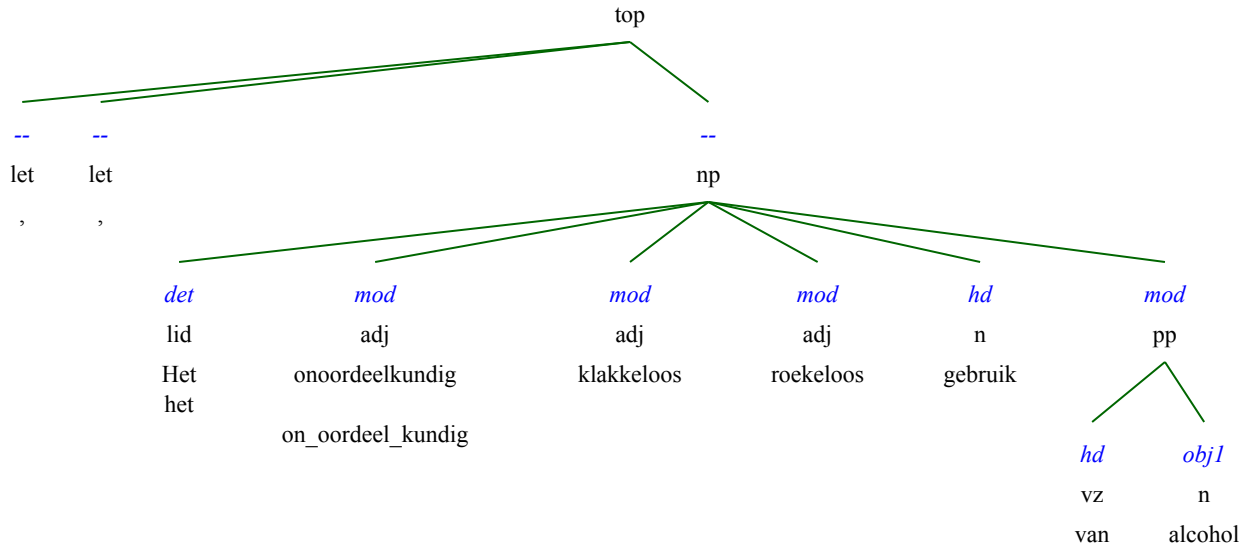 top
-- -- --
let let np
, ,
det mod mod mod hd mod
lid adj adj adj n pp
Het onoordeelkundig klakkeloos roekeloos gebruik
het
on_oordeel_kundig
hd obj1
vz n
van alcohol